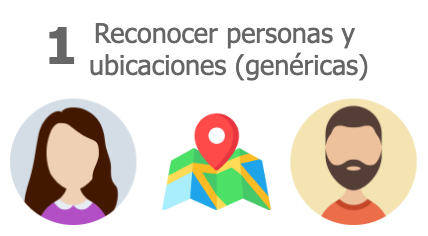 1 Reconocer personas y
ubicaciones (genéricas)